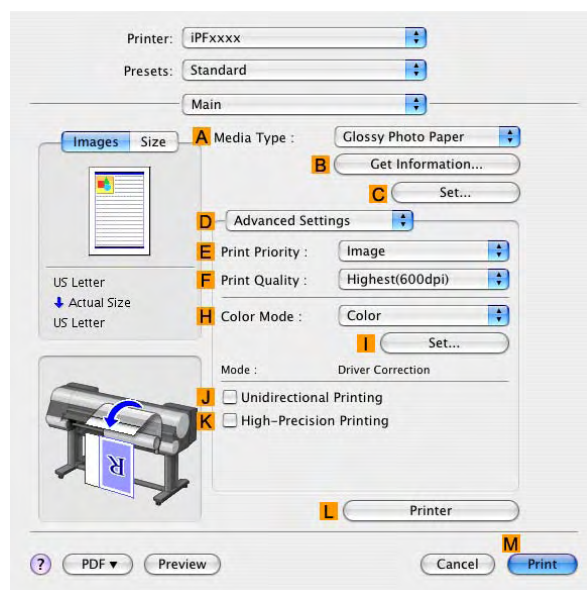 Printer: iPFxxxx
Presets: Standard
Main
Images Size
A Media Type : Glossy Photo Paper
B Get Information...
C Set...
D Advanced Settings
E Print Priority : Image
F Print Quality : Highest(600dpi)
H Color Mode : Color
I Set...
Mode : Driver Correction
J Unidirectional Printing
K High-Precision Printing
US Letter
Actual Size
US Letter
R
L Printer
M
? PDF Preview Cancel Print